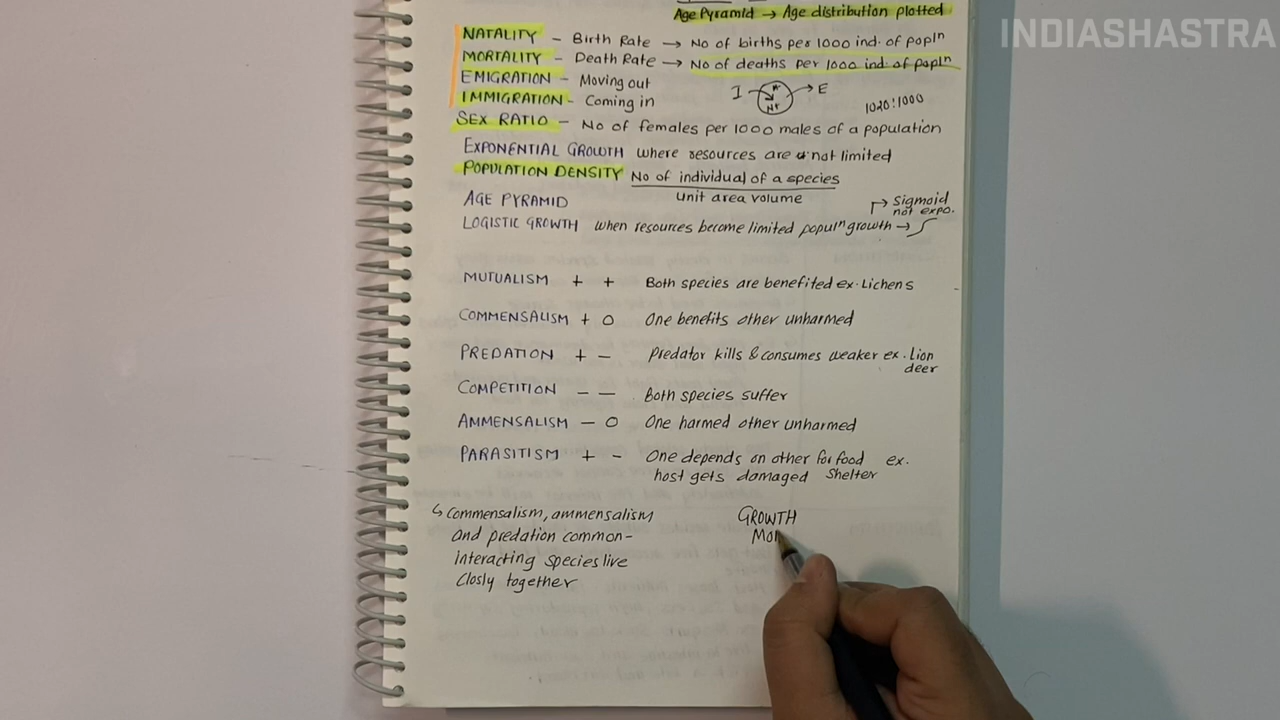 Age Pyramid → Age distribution plotted
INDIASHASTRA
NATALITY – Birth Rate → No of births per 1000 ind. of popln
MORTALITY – Death Rate → No of deaths per 1000 ind of popln
EMIGRATION – Moving out
IMMIGRATION – Coming in
I → → E
1020:1000
SEX RATIO – No of females per 1000 males of a population
EXPONENTIAL GROWTH where resources are not limited
POPULATION DENSITY No of individual of a species
unit area volume
AGE PYRAMID
→ Sigmoid
not expo.
LOGISTIC GROWTH when resources become limited populn growth →
MUTUALISM + + Both species are benefited ex. Lichens
COMMENSALISM + 0 One benefits other unharmed
PREDATION + – Predator kills & consumes weaker ex. Lion
deer
COMPETITION – – Both species suffer
AMMENSALISM – 0 One harmed other unharmed
PARASITISM + - One depends on other for food ex.
host gets damaged Shelter
↳ Commensalism, ammensalism
and predation common–
interacting species live
closly together
GROWTH
Mo